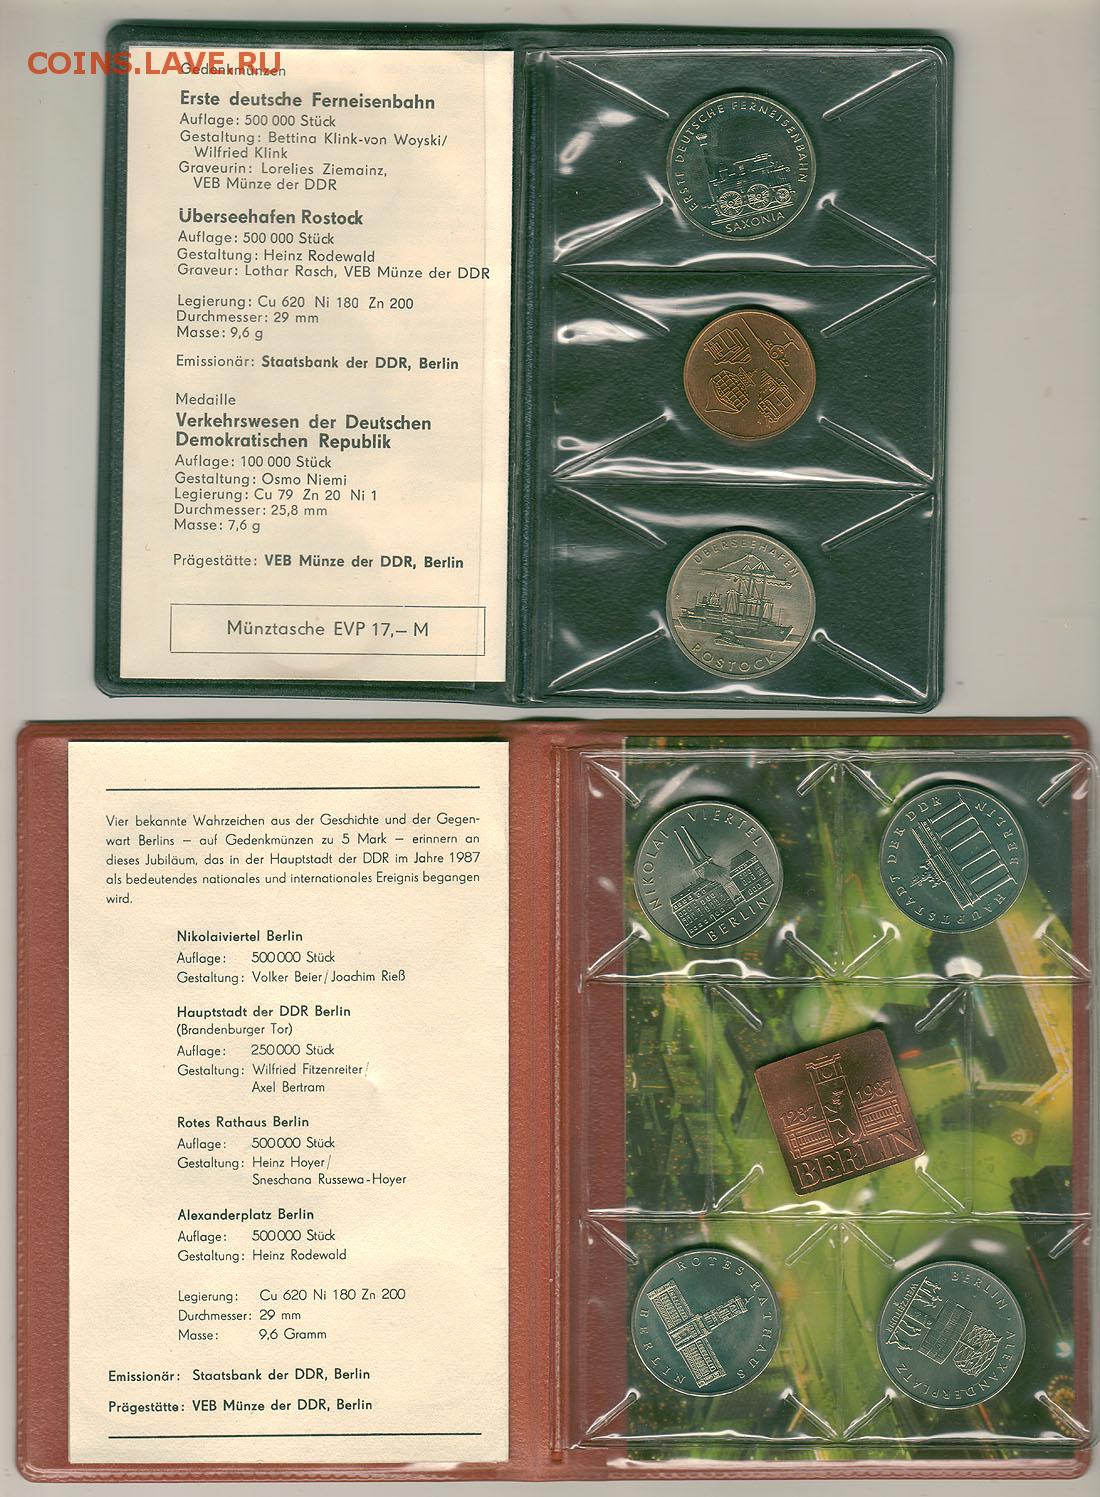 COINS.LAVE.RU
Gedenkmünzen
Erste deutsche Ferneisenbahn
Auflage: 500 000 Stück
Gestaltung: Bettina Klink-von Woyski/
Wilfried Klink
Graveurin: Lorelies Ziemainz,
VEB Münze der DDR
Überseehafen Rostock
Auflage: 500 000 Stück
Gestaltung: Heinz Rodewald
Graveur: Lothar Rasch, VEB Münze der DDR
Legierung: Cu 620 Ni 180 Zn 200
Durchmesser: 29 mm
Masse: 9,6 g
Emissionär: Staatsbank der DDR, Berlin
Medaille
Verkehrswesen der Deutschen
Demokratischen Republik
Auflage: 100 000 Stück
Gestaltung: Osmo Niemi
Legierung: Cu 79 Zn 20 Ni 1
Durchmesser: 25,8 mm
Masse: 7,6 g
Prägestätte: VEB Münze der DDR, Berlin
Münztasche EVP 17,– M
ERSTE DEUTSCHE FERNEISENBAHN
SAXONIA
ÜBERSEEHAFEN
ROSTOCK
Vier bekannte Wahrzeichen aus der Geschichte und der Gegen-
wart Berlins – auf Gedenkmünzen zu 5 Mark – erinnern an
dieses Jubiläum, das in der Hauptstadt der DDR im Jahre 1987
als bedeutendes nationales und internationales Ereignis begangen
wird.
Nikolaiviertel Berlin
Auflage: 500000 Stück
Gestaltung: Volker Beier/Joachim Rieß
Hauptstadt der DDR Berlin
(Brandenburger Tor)
Auflage: 250000 Stück
Gestaltung: Wilfried Fitzenreiter/
Axel Bertram
Rotes Rathaus Berlin
Auflage: 500000 Stück
Gestaltung: Heinz Hoyer/
Sneschana Russewa-Hoyer
Alexanderplatz Berlin
Auflage: 500000 Stück
Gestaltung: Heinz Rodewald
Legierung: Cu 620 Ni 180 Zn 200
Durchmesser: 29 mm
Masse: 9,6 Gramm
Emissionär: Staatsbank der DDR, Berlin
Prägestätte: VEB Münze der DDR, Berlin
NIKOLAI VIERTEL
BERLIN
HAUPTSTADT DER DDR
BERLIN
1237 1987
BERLIN
ROTES RATHAUS
BERLIN · ALEXANDERPLATZ